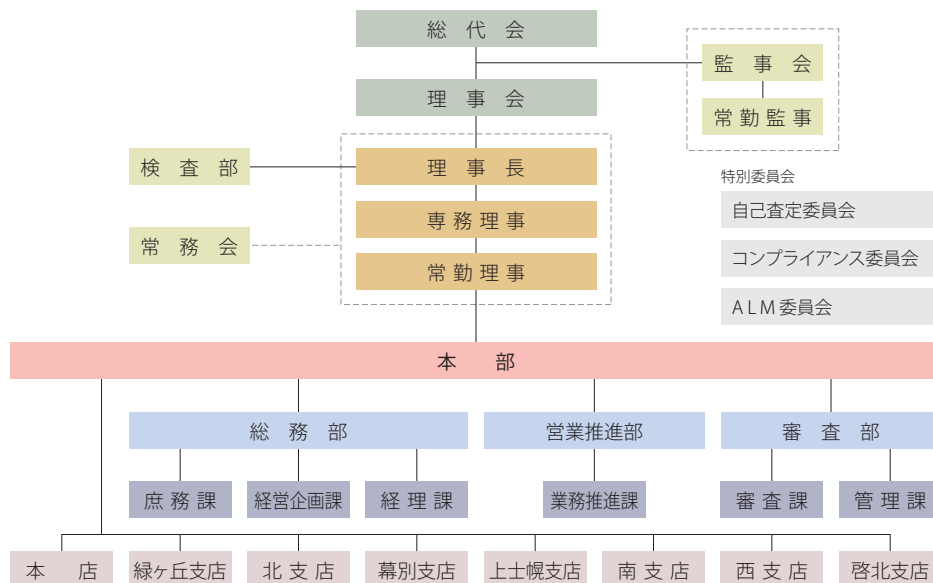 総代会
監事会
理事会
常勤監事
検査部
理事長
特別委員会
専務理事
自己査定委員会
常務会
コンプライアンス委員会
常勤理事
ALM委員会
本部
総務部
営業推進部
審査部
庶務課
経営企画課
経理課
業務推進課
審査課
管理課
本店
緑ヶ丘支店
北支店
幕別支店
上士幌支店
南支店
西支店
啓北支店